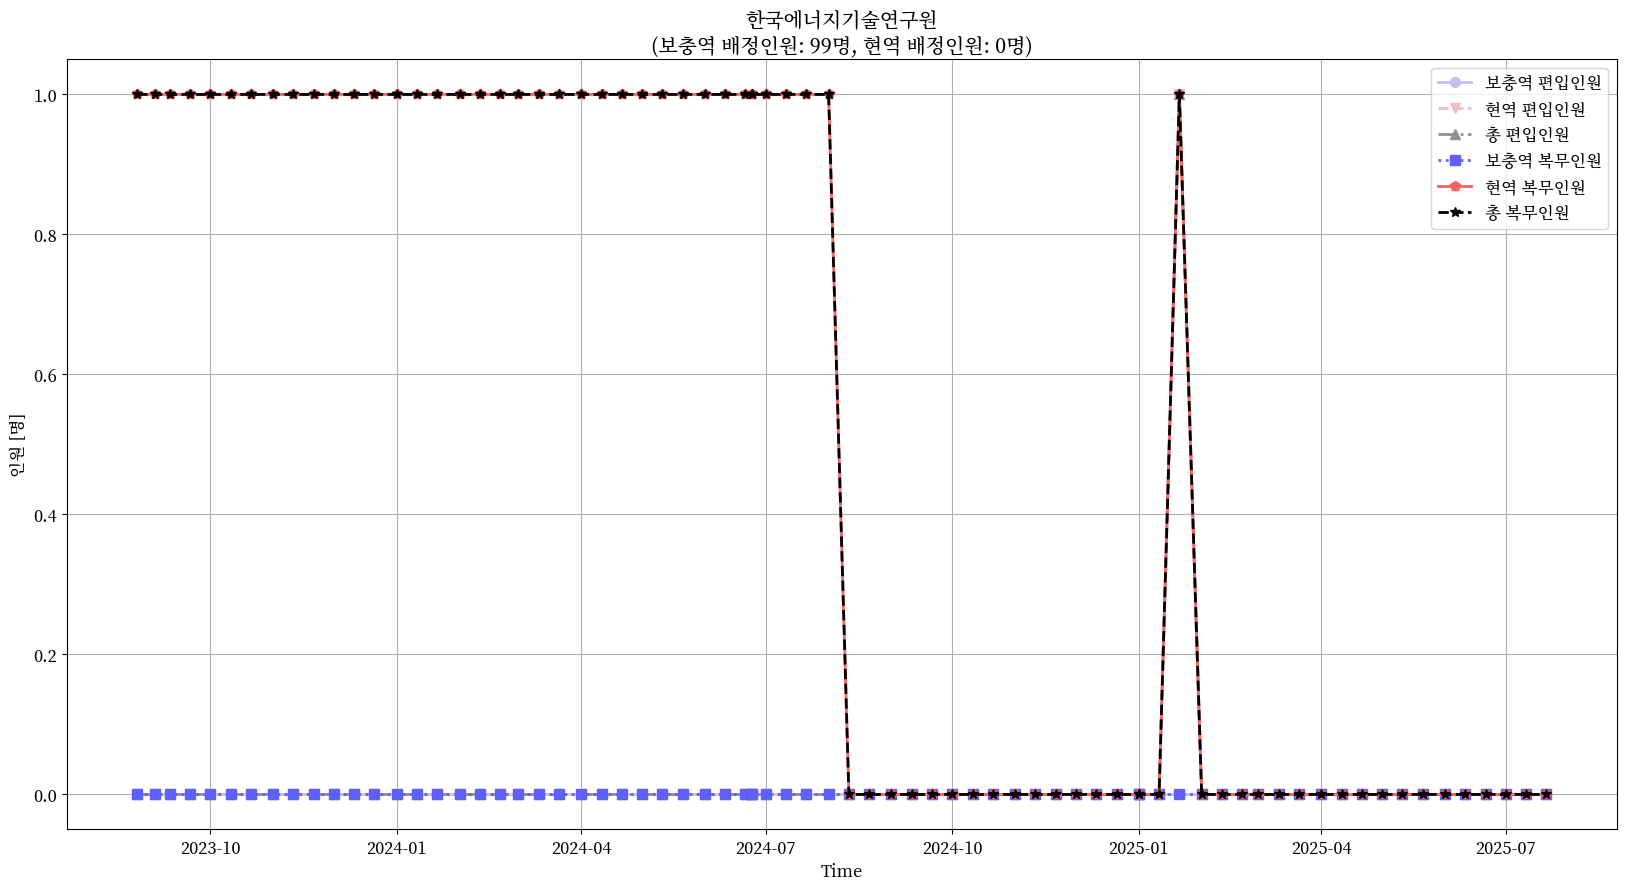 한국에너지기술연구원
(보충역 배정인원: 99명, 현역 배정인원: 0명)
보충역 편입인원
현역 편입인원
총 편입인원
보충역 복무인원
현역 복무인원
총 복무인원
인원 [명]
1.0
0.8
0.6
0.4
0.2
0.0
2023-10
2024-01
2024-04
2024-07
2024-10
2025-01
2025-04
2025-07
Time